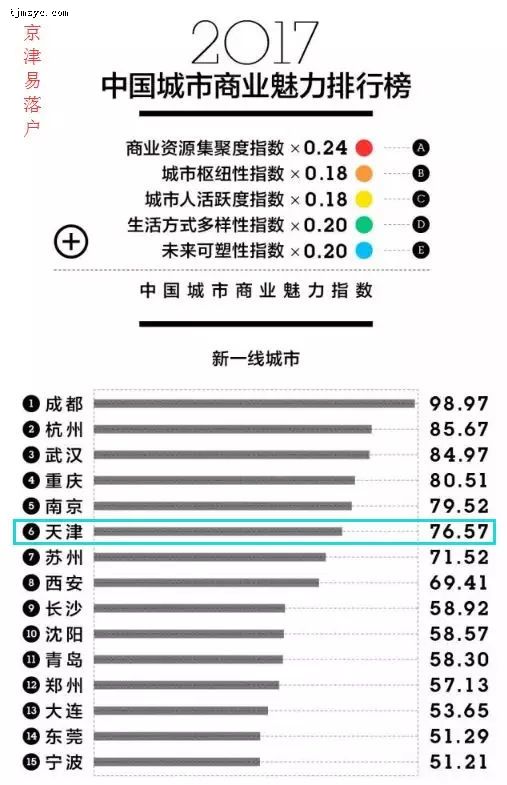 tjmsyc.com/
京津易落户
2017
中国城市商业魅力排行榜
商业资源集聚度指数×0.24 A
城市枢纽性指数×0.18 B
城市人活跃度指数×0.18 C
生活方式多样性指数×0.20 D
未来可塑性指数×0.20 E
中国城市商业魅力指数
新一线城市
1 成都 98.97
2 杭州 85.67
3 武汉 84.97
4 重庆 80.51
5 南京 79.52
6 天津 76.57
7 苏州 71.52
8 西安 69.41
9 长沙 58.92
10 沈阳 58.57
11 青岛 58.30
12 郑州 57.13
13 大连 53.65
14 东莞 51.29
15 宁波 51.21